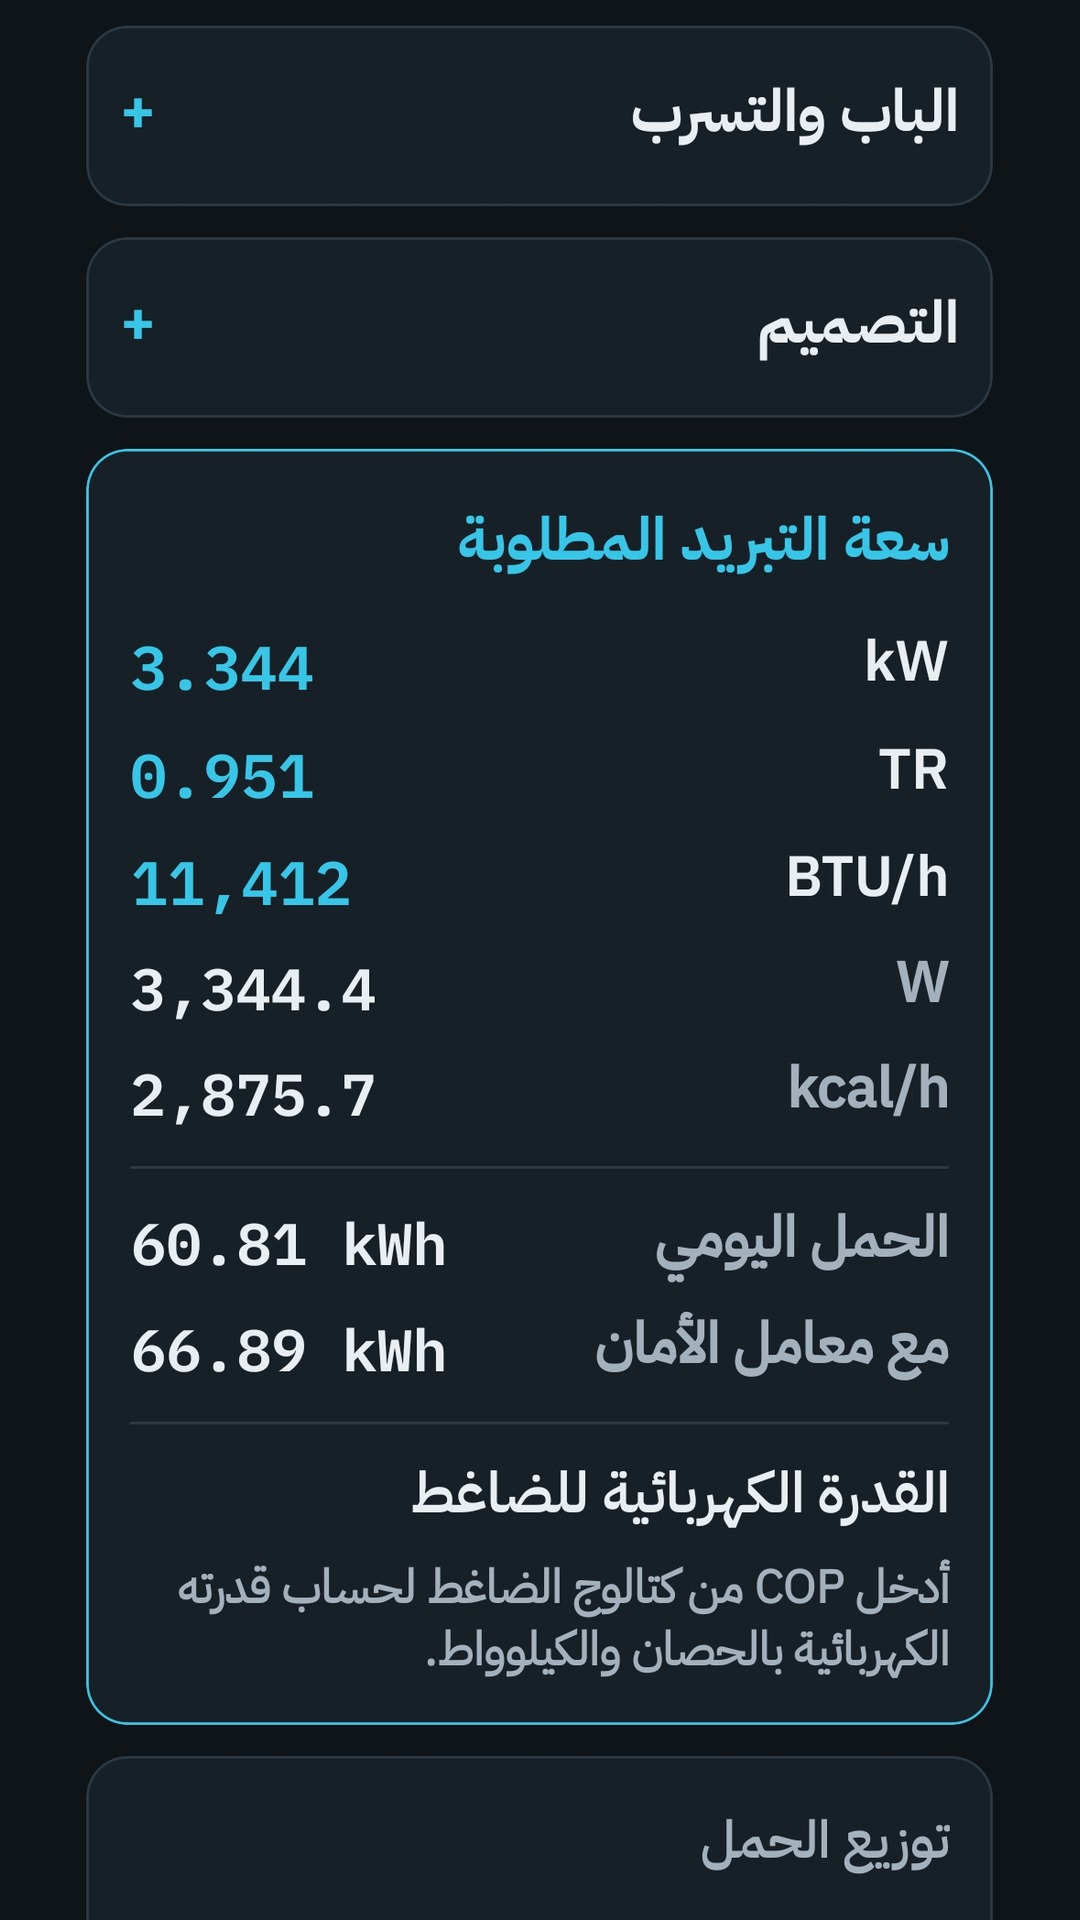 الباب والتسرب +
التصميم +
سعة التبريد المطلوبة
kW 3.344
TR 0.951
BTU/h 11,412
W 3,344.4
kcal/h 2,875.7
الحمل اليومي 60.81 kWh
مع معامل الأمان 66.89 kWh
القدرة الكهربائية للضاغط
أدخل COP من كتالوج الضاغط لحساب قدرته
الكهربائية بالحصان والكيلوواط.
توزيع الحمل